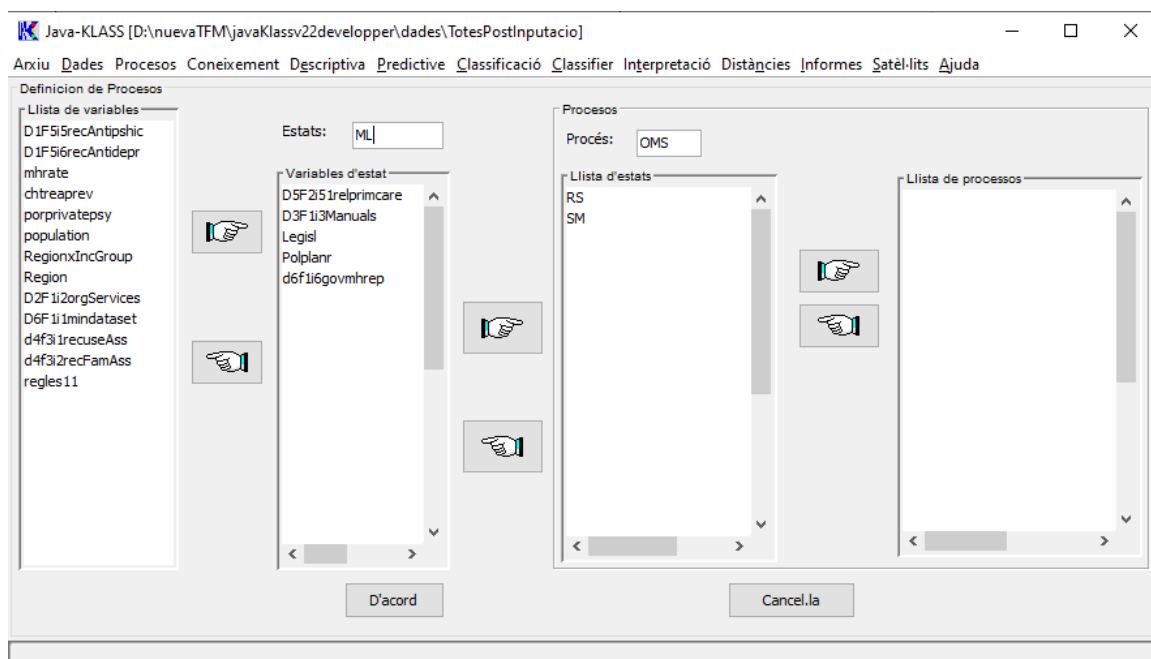 Java-KLASS [D:\nuevaTFM\javaKlassv22developper\dades\TotesPostInputacio]
Arxiu Dades Procesos Coneixement Descriptiva Predictive Classificació Classifier Interpretació Distàncies Informes Satèl·lits Ajuda
Definicion de Procesos
Llista de variables
D1F5i5recAntipshic
D1F5i6recAntidepr
mhrate
chtreaprev
porprivatepsy
population
RegionxIncGroup
Region
D2F1i2orgServices
D6F1i1mindataset
d4f3i1recuseAss
d4f3i2recFamAss
regles11
Estats: ML
Variables d'estat
D5F2i51relprimcare
D3F1i3Manuals
Legisl
Polplanr
d6f1i6govmhrep
Procesos
Procés: OMS
Llista d'estats
RS
SM
Llista de processos
D'acord
Cancel.la